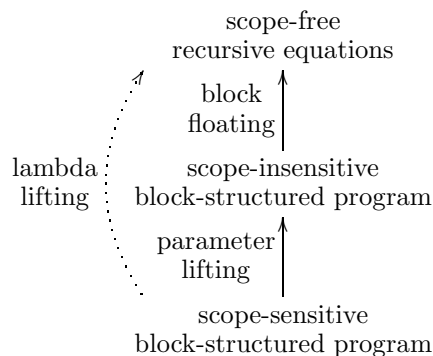 scope-free
recursive equations
block
floating
lambda
lifting
scope-insensitive
block-structured program
parameter
lifting
scope-sensitive
block-structured program